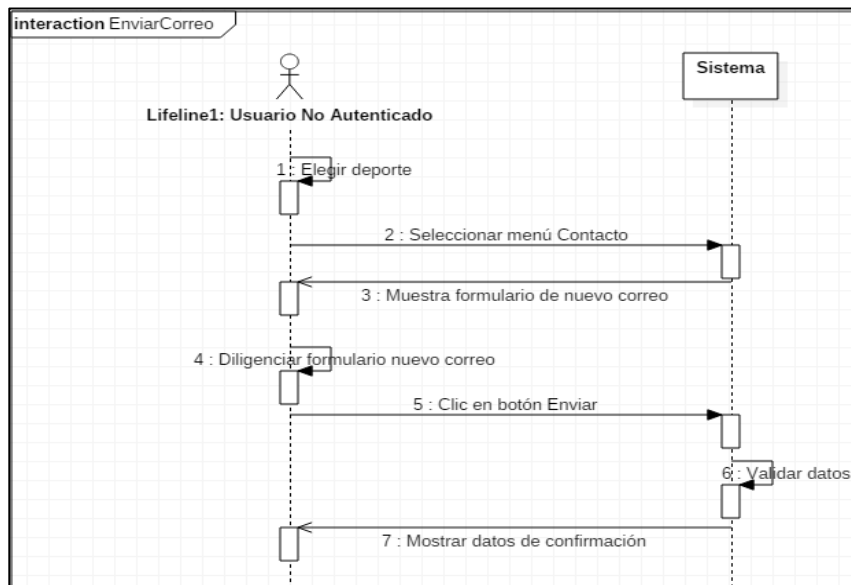 interaction EnviarCorreo
Sistema
Lifeline1: Usuario No Autenticado
1 : Elegir deporte
2 : Seleccionar menú Contacto
3 : Muestra formulario de nuevo correo
4 : Diligenciar formulario nuevo correo
5 : Clic en botón Enviar
6 : Validar datos
7 : Mostrar datos de confirmación